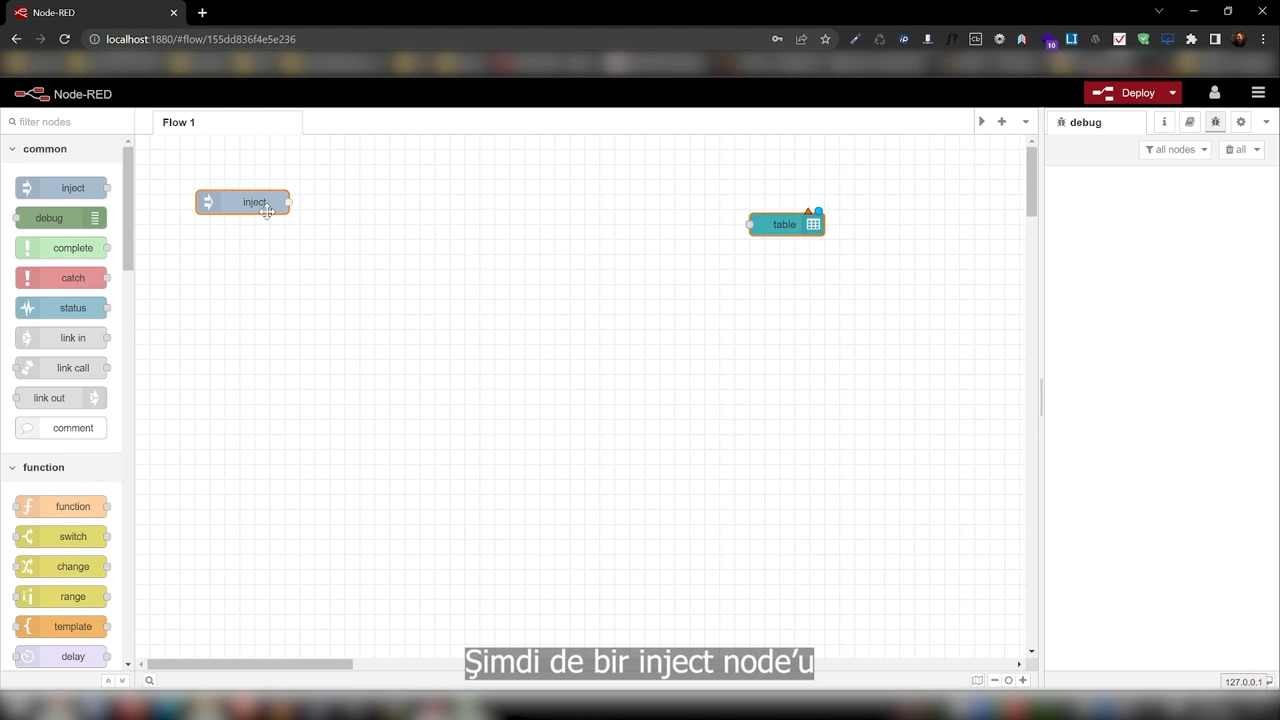 Node-RED
localhost:1880/#flow/155dd836f4e5e236
10
Node-RED
Deploy
filter nodes
Flow 1
debug
common
all nodes
all
inject
inject
debug
table
complete
catch
status
link in
link call
link out
comment
function
function
switch
change
range
template
delay
Şimdi de bir inject node’u
127.0.0.1